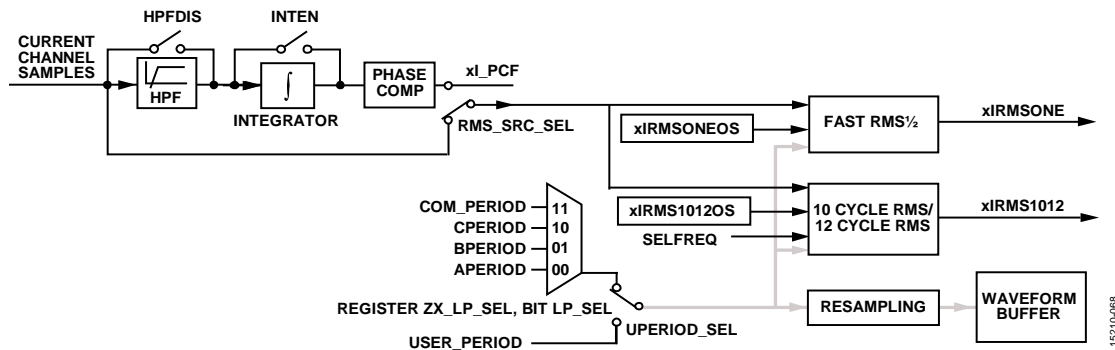 HPFDIS
INTEN
CURRENT
CHANNEL
SAMPLES
HPF
∫
INTEGRATOR
PHASE
COMP
xI_PCF
RMS_SRC_SEL
xIRMSONEOS
FAST RMS½
xIRMSONE
xIRMS1012OS
SELFREQ
10 CYCLE RMS/
12 CYCLE RMS
xIRMS1012
COM_PERIOD 11
CPERIOD 10
BPERIOD 01
APERIOD 00
REGISTER ZX_LP_SEL, BIT LP_SEL
UPERIOD_SEL
USER_PERIOD
RESAMPLING
WAVEFORM
BUFFER
15210-068